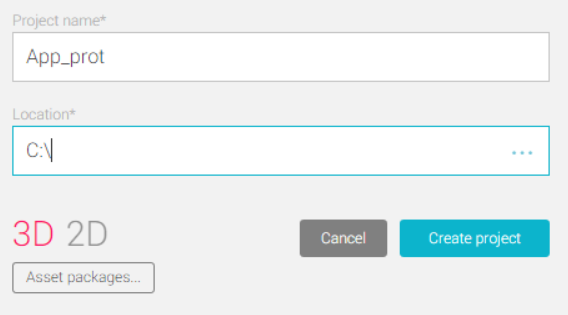 Project name*
App_prot
Location*
C:\
...
3D 2D
Cancel
Create project
Asset packages...